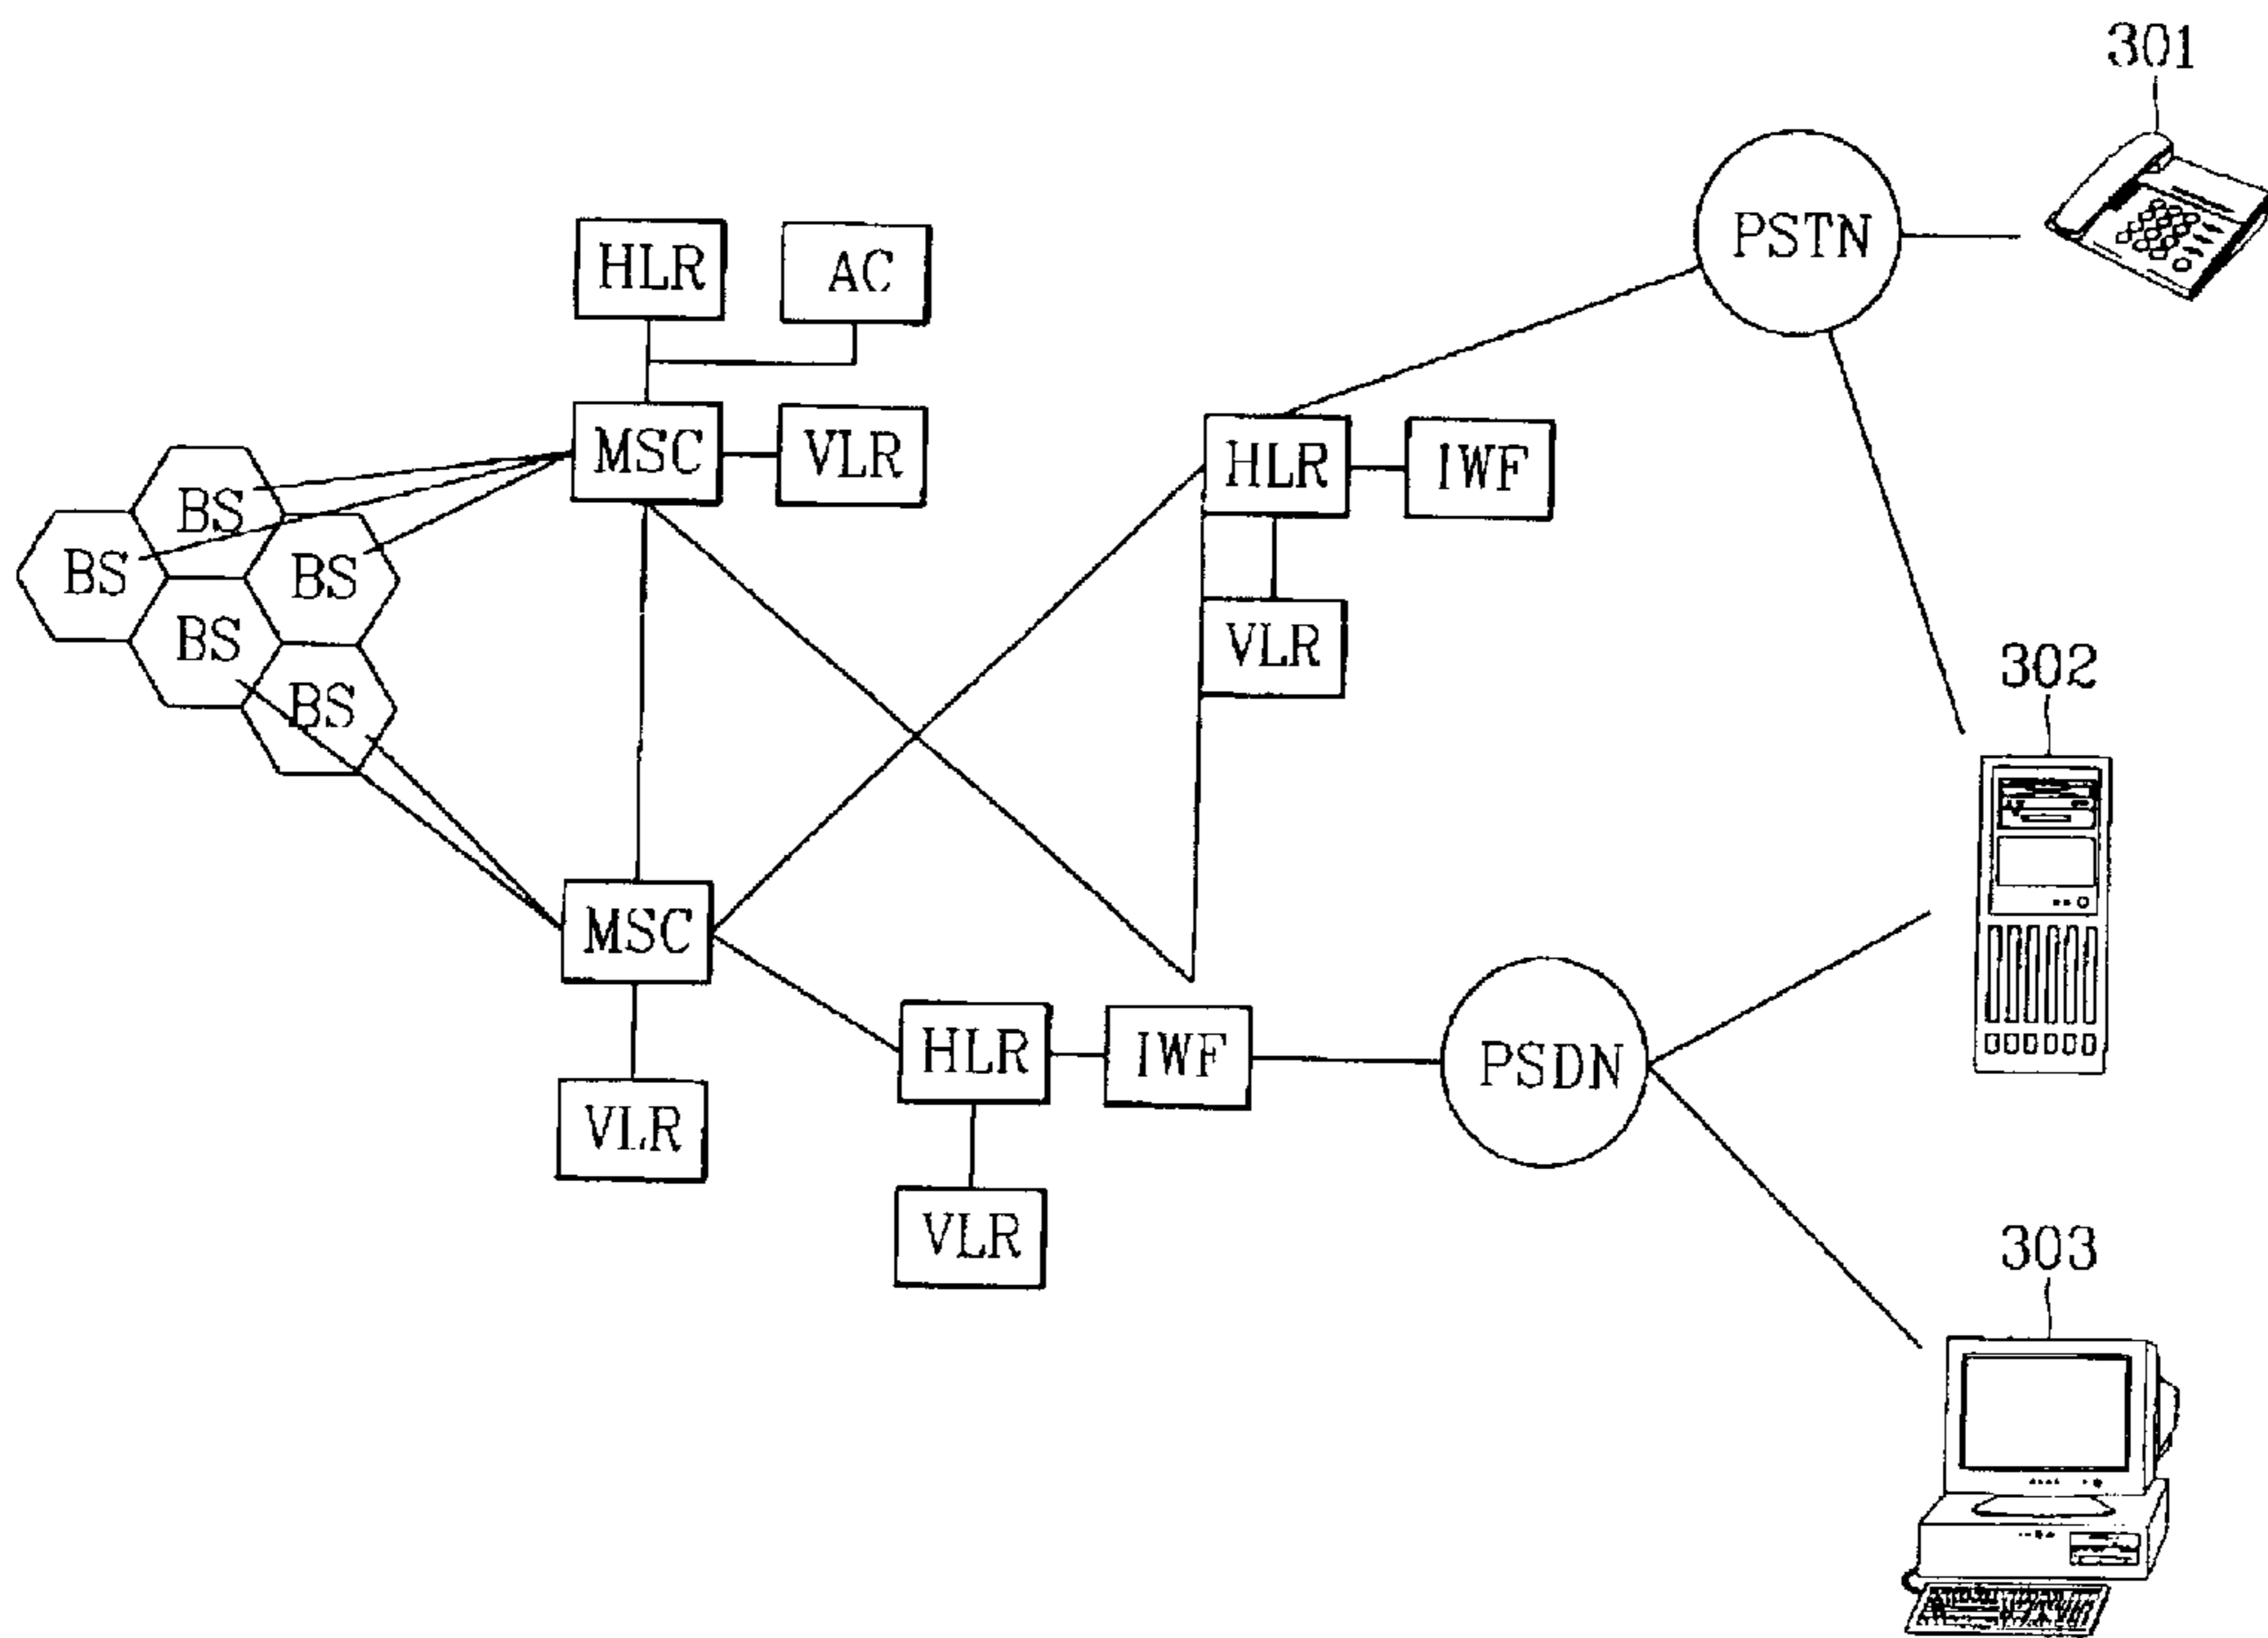 301
PSTN
HLR
AC
MSC
VLR
HLR
IWF
BS
BS
BS
BS
BS
VLR
302
MSC
HLR
IWF
PSDN
VLR
VLR
303